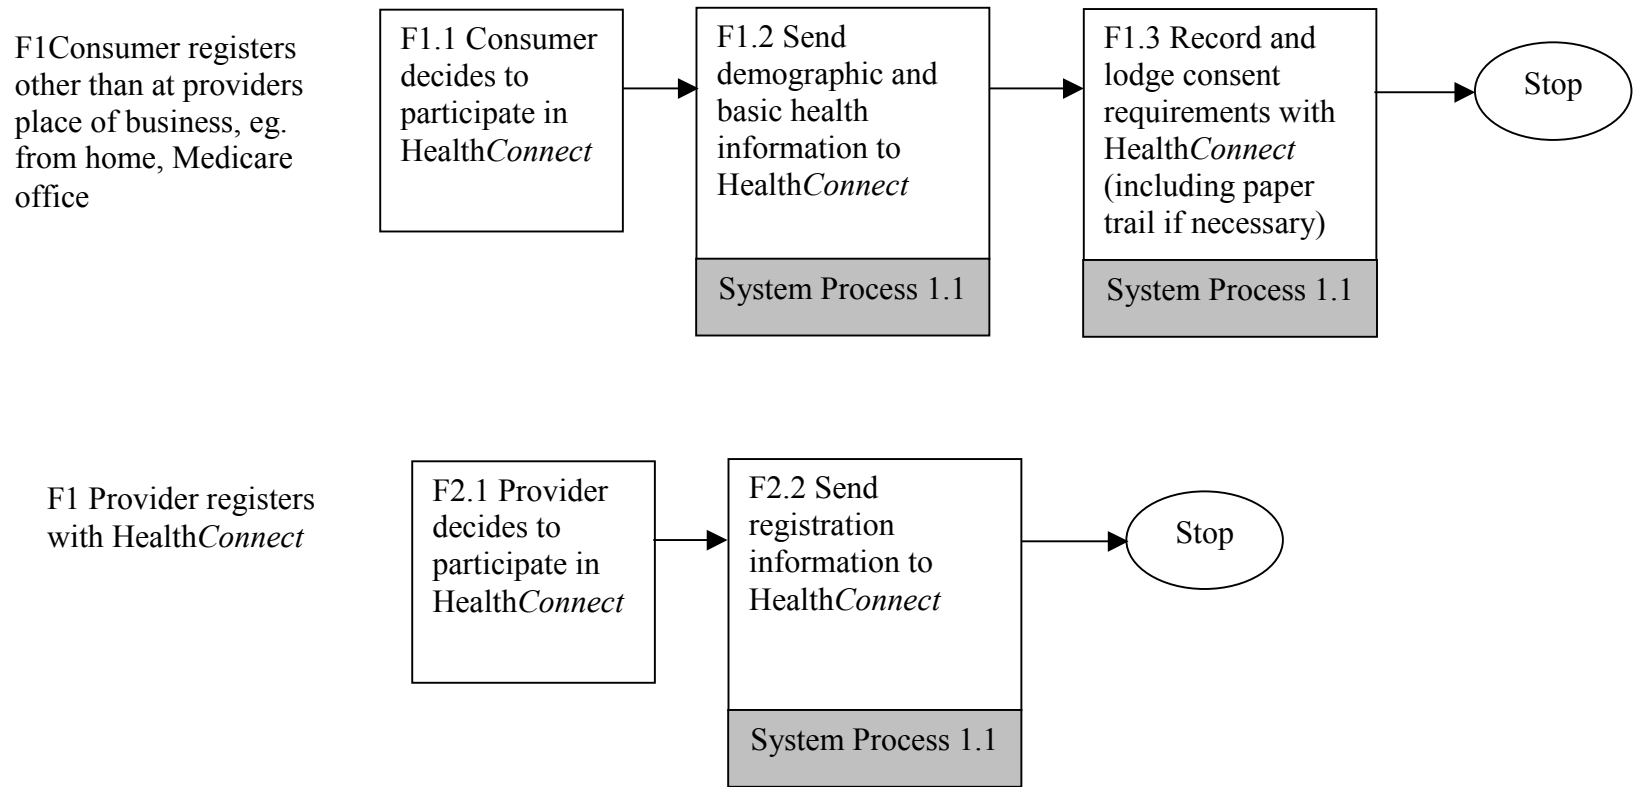 F1Consumer registers
other than at providers
place of business, eg.
from home, Medicare
office
F1.1 Consumer
decides to
participate in
HealthConnect
F1.2 Send
demographic and
basic health
information to
HealthConnect
System Process 1.1
F1.3 Record and
lodge consent
requirements with
HealthConnect
(including paper
trail if necessary)
System Process 1.1
Stop
F1 Provider registers
with HealthConnect
F2.1 Provider
decides to
participate in
HealthConnect
F2.2 Send
registration
information to
HealthConnect
System Process 1.1
Stop